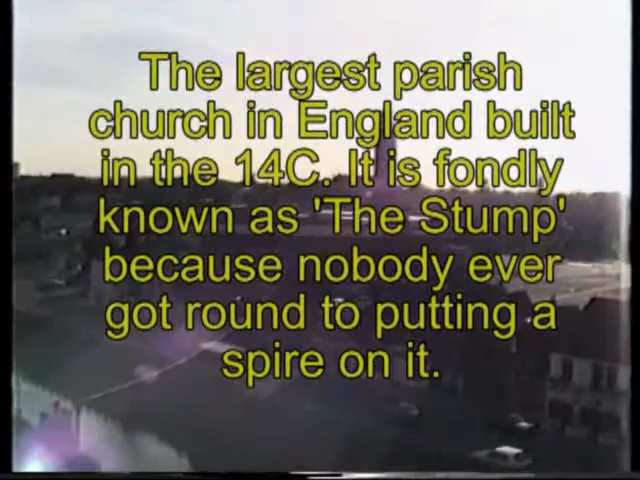 The largest parish
church in England built
in the 14C. It is fondly
known as 'The Stump'
because nobody ever
got round to putting a
spire on it.